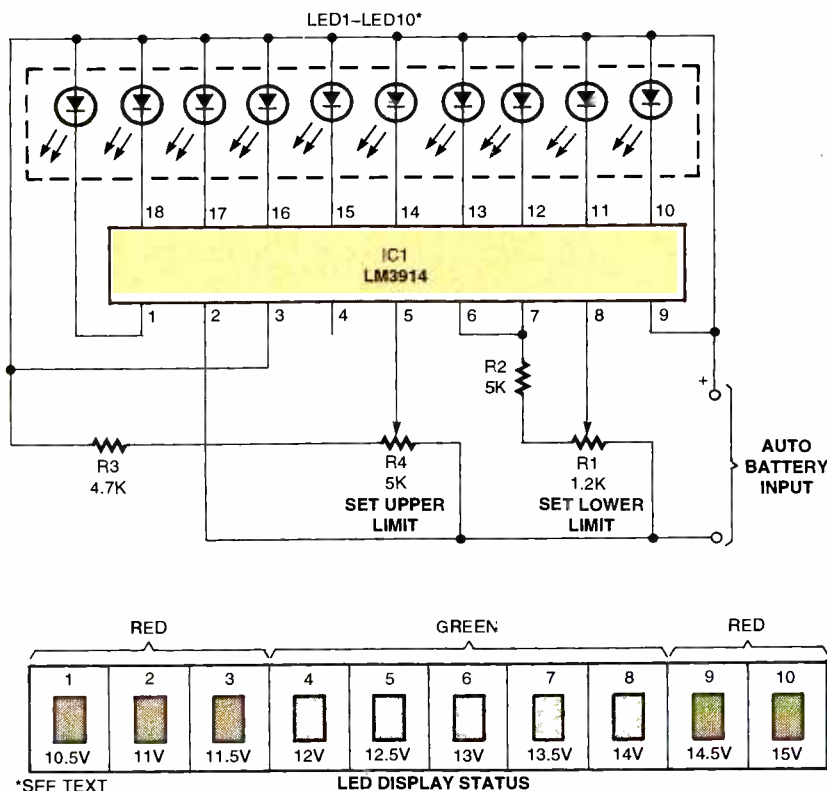 LED1–LED10*
18 17 16 15 14 13 12 11 10
IC1
LM3914
1 2 3 4 5 6 7 8 9
R2
5K
+
R3
4.7K
R4
5K
SET UPPER
LIMIT
R1
1.2K
SET LOWER
LIMIT
AUTO
BATTERY
INPUT
RED GREEN RED
1 2 3 4 5 6 7 8 9 10
10.5V 11V 11.5V 12V 12.5V 13V 13.5V 14V 14.5V 15V
*SEE TEXT LED DISPLAY STATUS